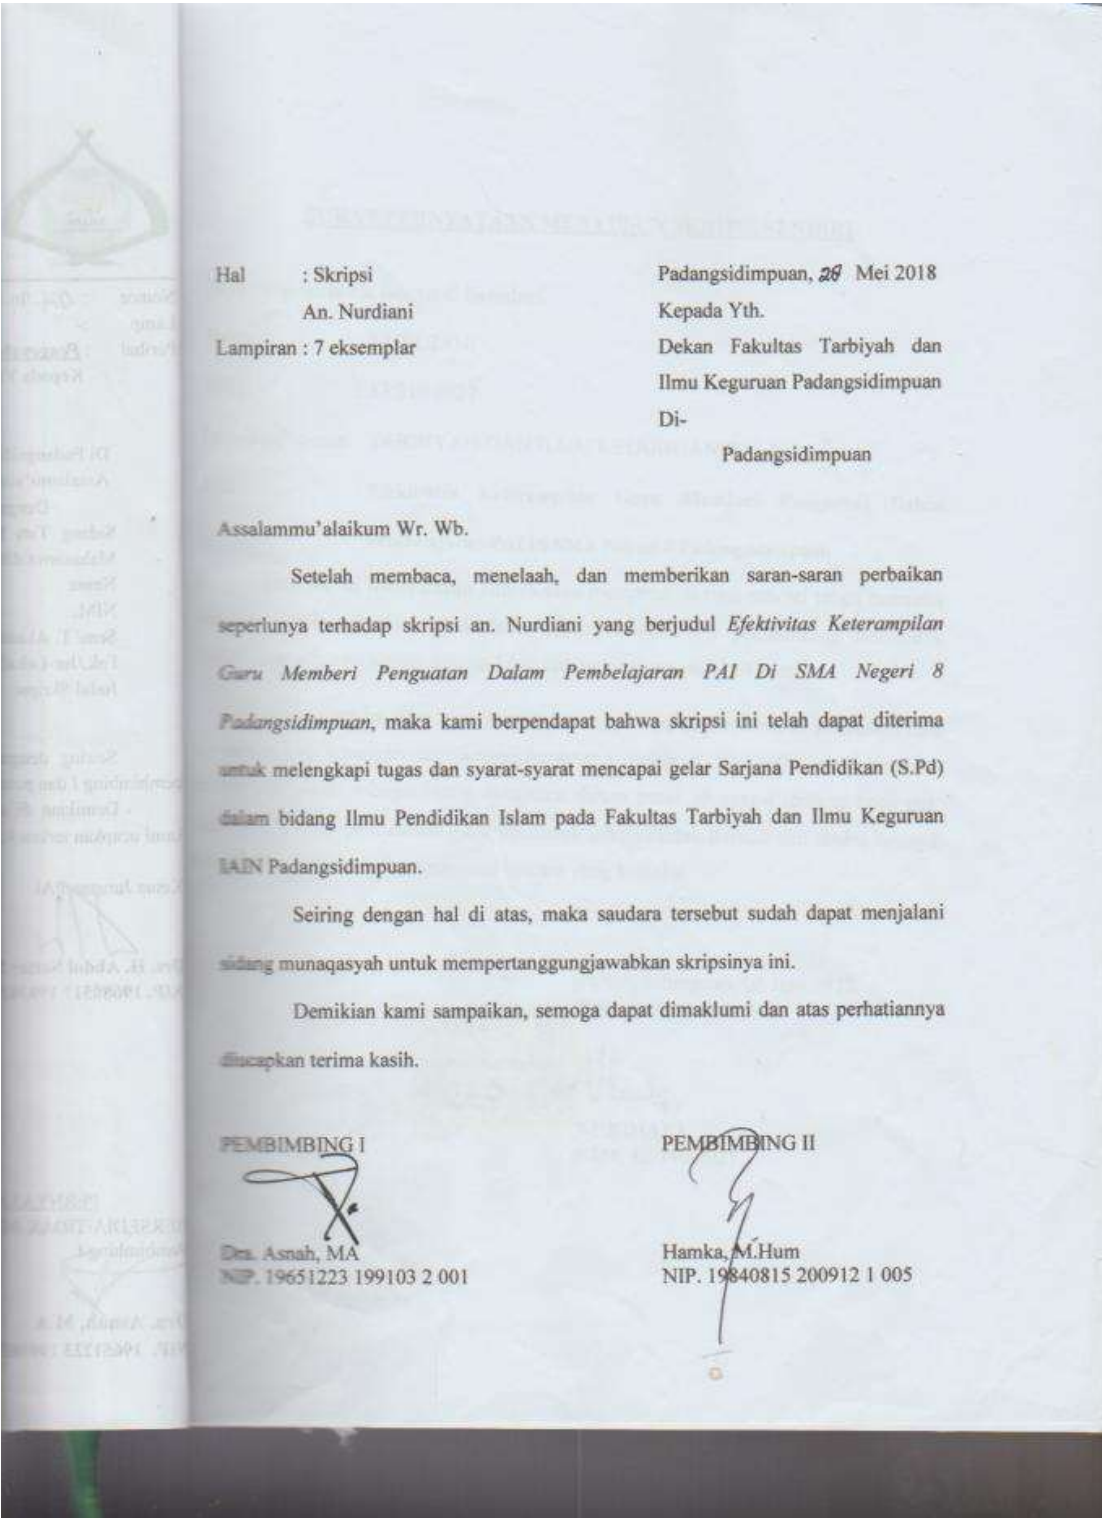 Hal : Skripsi
An. Nurdiani
Lampiran : 7 eksemplar
Padangsidimpuan, 28 Mei 2018
Kepada Yth.
Dekan Fakultas Tarbiyah dan
Ilmu Keguruan Padangsidimpuan
Di-
Padangsidimpuan
Assalammu'alaikum Wr. Wb.
Setelah membaca, menelaah, dan memberikan saran-saran perbaikan
seperlunya terhadap skripsi an. Nurdiani yang berjudul Efektivitas Keterampilan
Guru Memberi Penguatan Dalam Pembelajaran PAI Di SMA Negeri 8
Padangsidimpuan, maka kami berpendapat bahwa skripsi ini telah dapat diterima
untuk melengkapi tugas dan syarat-syarat mencapai gelar Sarjana Pendidikan (S.Pd)
dalam bidang Ilmu Pendidikan Islam pada Fakultas Tarbiyah dan Ilmu Keguruan
IAIN Padangsidimpuan.
Seiring dengan hal di atas, maka saudara tersebut sudah dapat menjalani
sidang munaqasyah untuk mempertanggungjawabkan skripsinya ini.
Demikian kami sampaikan, semoga dapat dimaklumi dan atas perhatiannya
diucapkan terima kasih.
PEMBIMBING I
Dra. Asnah, MA
NIP. 19651223 199103 2 001
PEMBIMBING II
Hamka, M.Hum
NIP. 19840815 200912 1 005